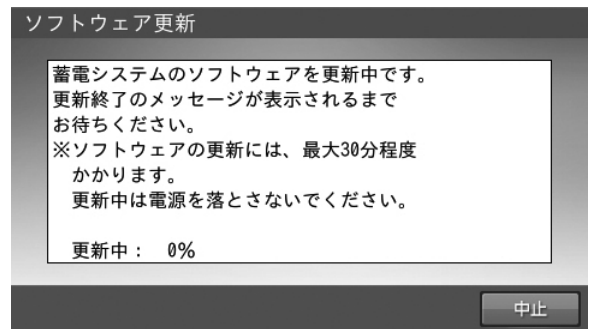 ソフトウェア更新
蓄電システムのソフトウェアを更新中です。
更新終了のメッセージが表示されるまで
お待ちください。
※ソフトウェアの更新には、最大30分程度
かかります。
更新中は電源を落とさないでください。
更新中： 0%
中止